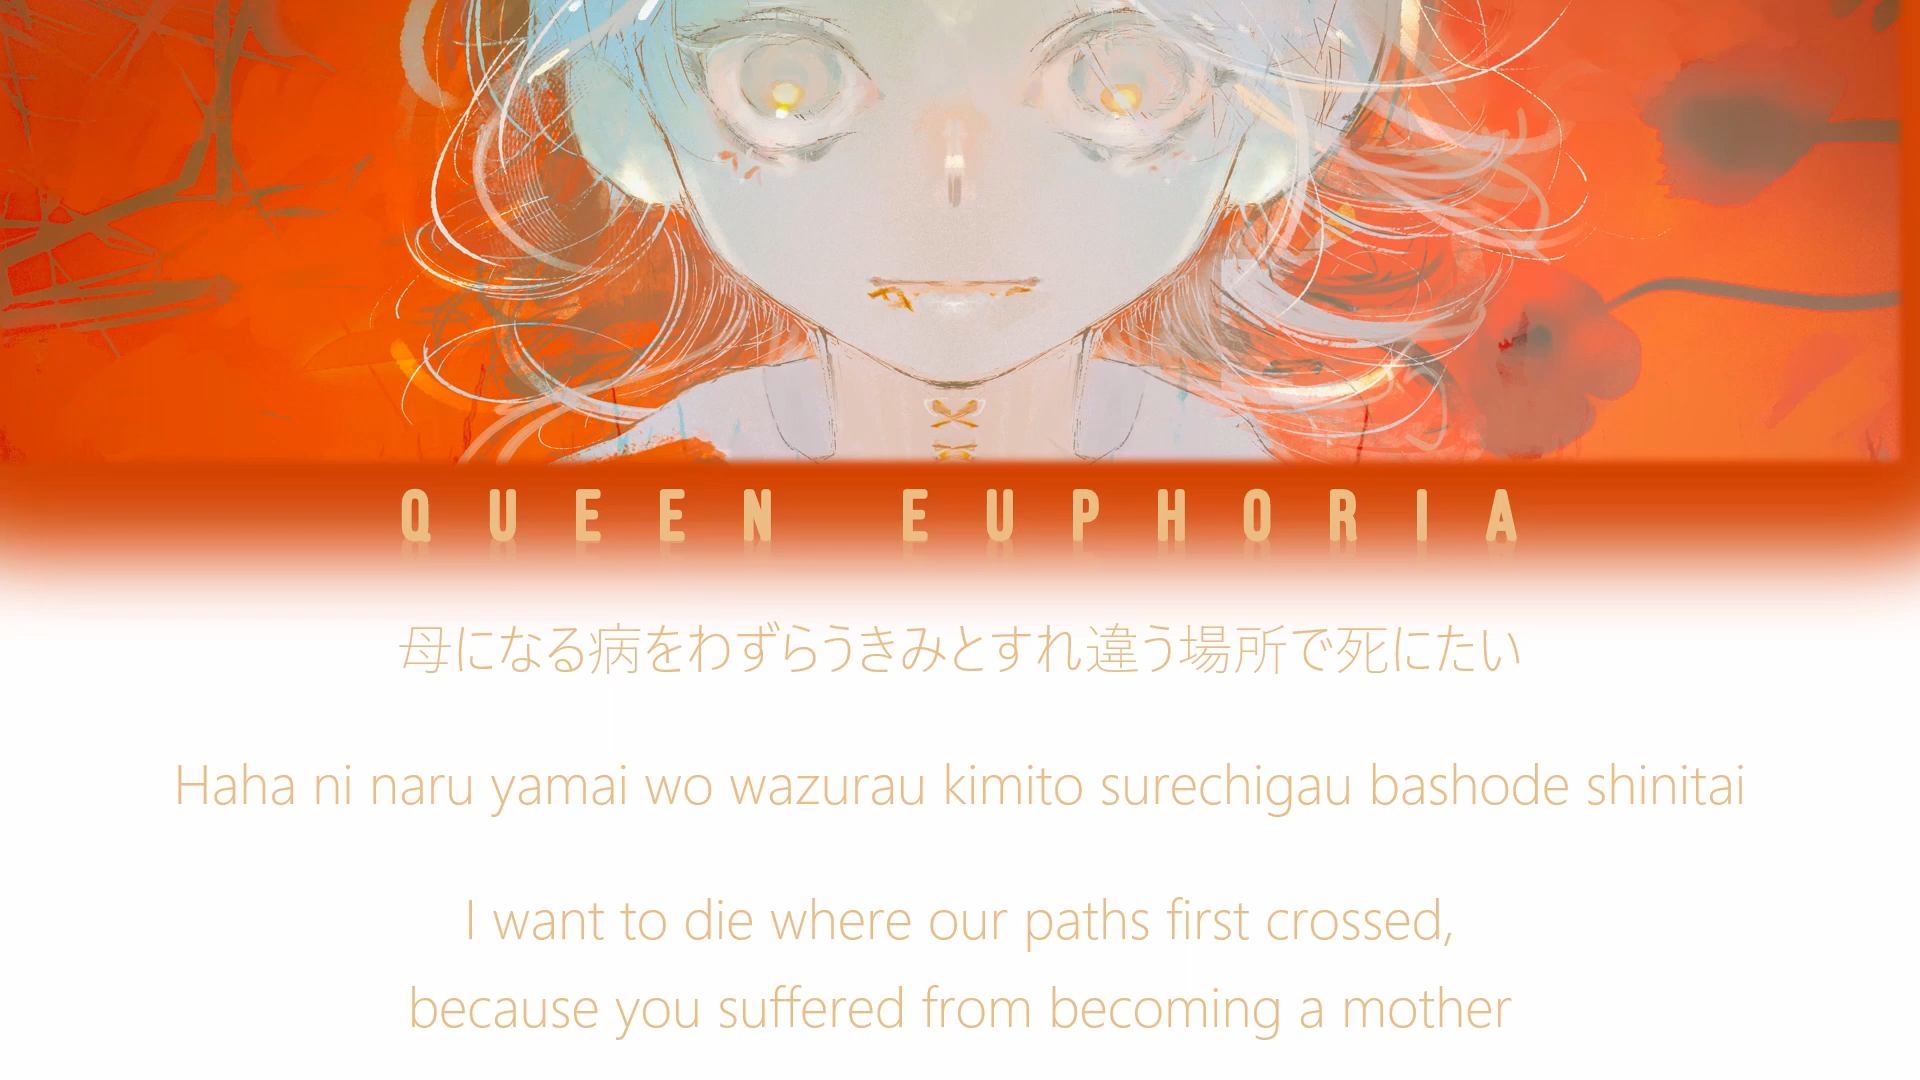 QUEEN EUPHORIA
母になる病をわずらうきみとすれ違う場所で死にたい
Haha ni naru yamai wo wazurau kimito surechigau bashode shinitai
I want to die where our paths first crossed,
because you suffered from becoming a mother